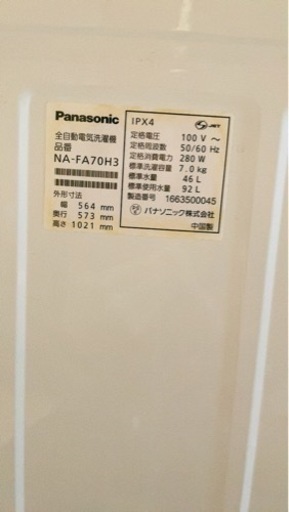 Panasonic
全自動電気洗濯機
品番
NA-FA70H3
外形寸法
幅 564 mm
奥行 573 mm
高さ 1021 mm
IPX4 JET
定格電圧 100 V ~
定格周波数 50/60 Hz
定格消費電力 280 W
標準洗濯容量 7.0 kg
標準水量 46 L
標準使用水量 92 L
製造番号 1663500045
パナソニック株式会社
中国製